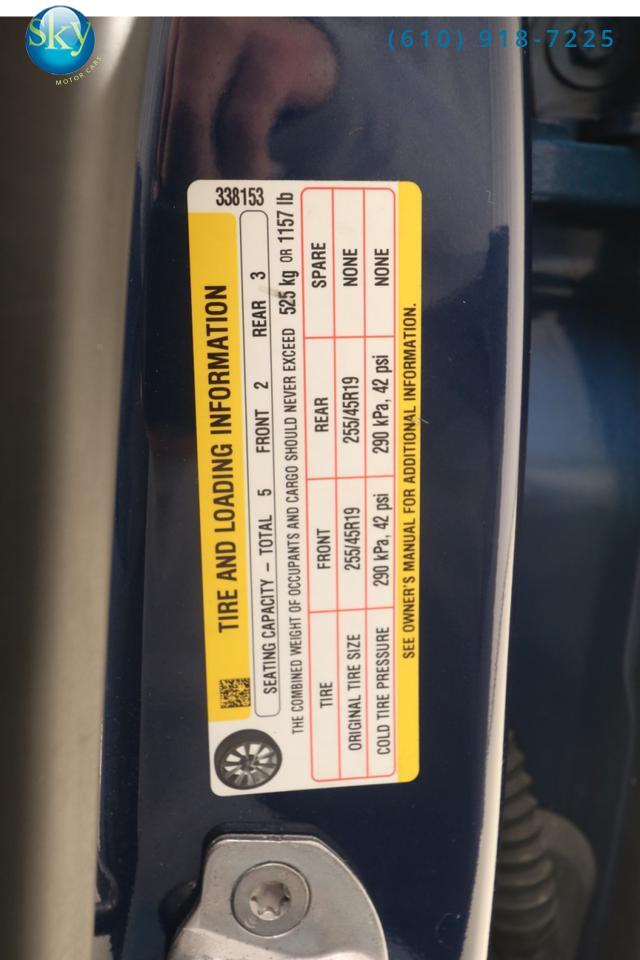 sky
MOTOR CARS
(610) 918-7225
338153
TIRE AND LOADING INFORMATION
SEATING CAPACITY – TOTAL 5 FRONT 2 REAR 3
THE COMBINED WEIGHT OF OCCUPANTS AND CARGO SHOULD NEVER EXCEED 525 kg OR 1157 lb
TIRE FRONT REAR SPARE
ORIGINAL TIRE SIZE 255/45R19 255/45R19 NONE
COLD TIRE PRESSURE 290 kPa, 42 psi 290 kPa, 42 psi NONE
SEE OWNER'S MANUAL FOR ADDITIONAL INFORMATION.